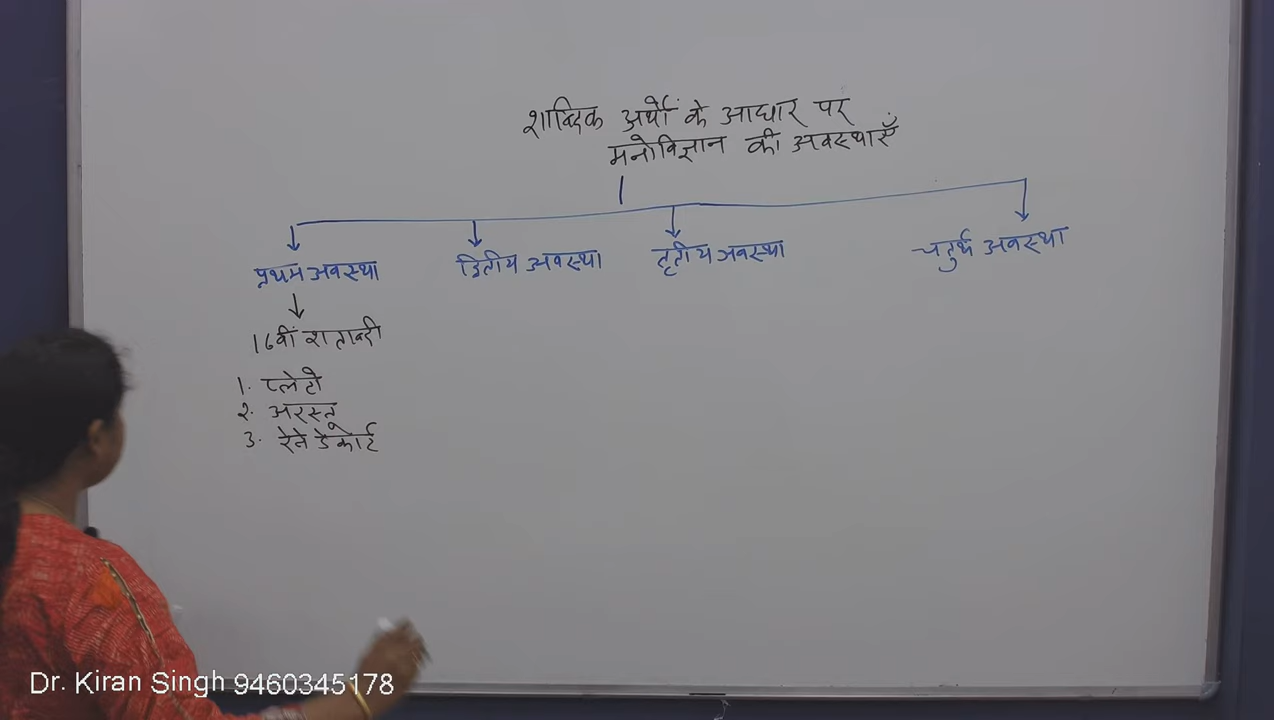 शाब्दिक अर्थों के आधार पर
मनोविज्ञान की अवस्थाएँ
प्रथम अवस्था
द्वितीय अवस्था
तृतीय अवस्था
चतुर्थ अवस्था
16वीं शताब्दी
1. प्लेटो
2. अरस्तू
3. रेने डेकार्ट
Dr. Kiran Singh 9460345178